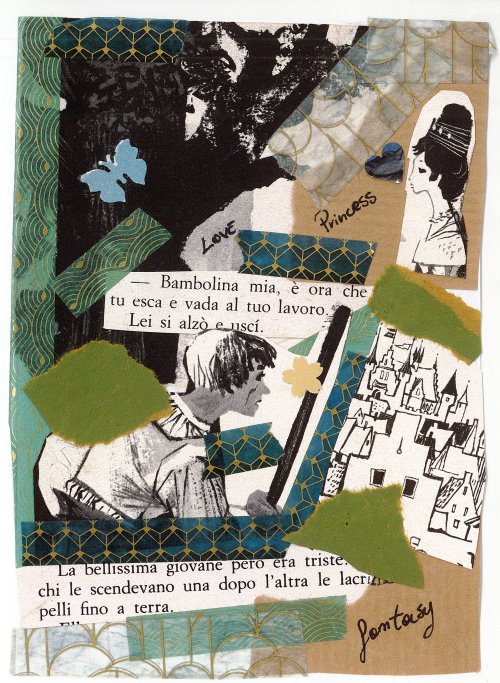 Love
Princess
— Bambolina mia, è ora che
tu esca e vada al tuo lavoro.
Lei si alzò e uscí.
La bellissima giovane però era triste.
chi le scendevano una dopo l'altra le lacri
pelli fino a terra.
fantasy